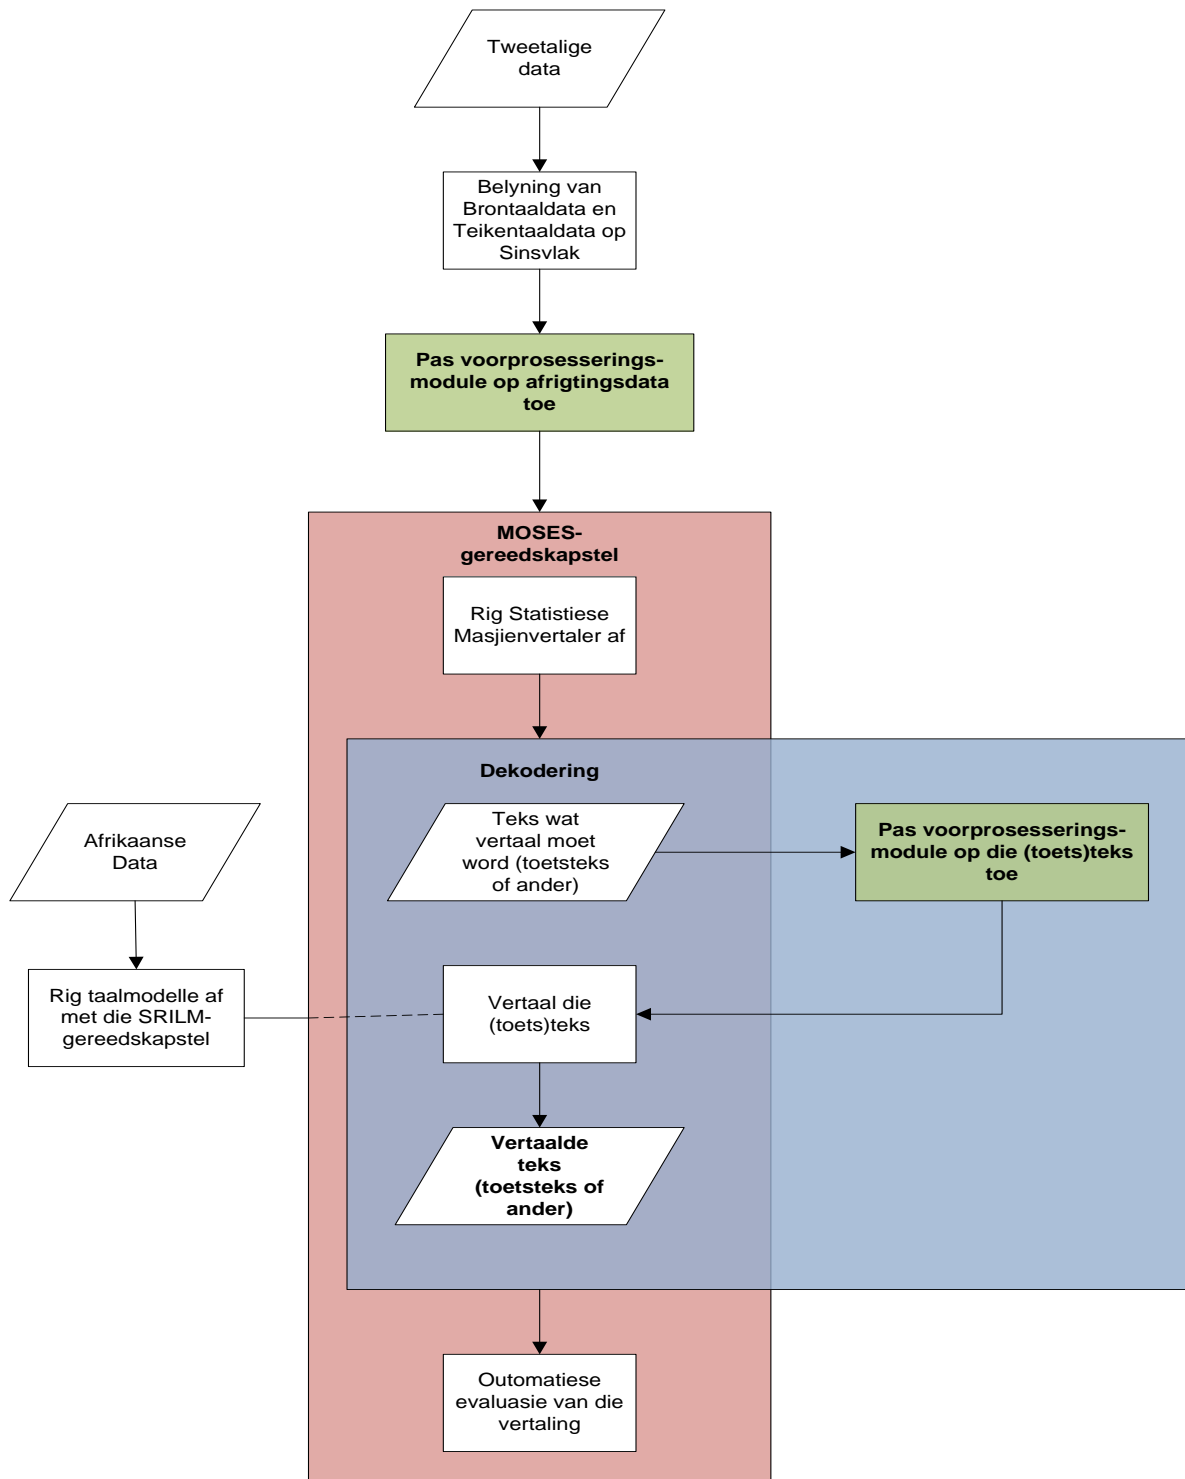 Tweetalige
data
Belyning van
Brontaaldata en
Teikentaaldata op
Sinsvlak
Pas voorprosesserings-
module op afrigtingsdata
toe
MOSES-
gereedskapstel
Rig Statistiese
Masjienvertaler af
Dekodering
Teks wat
vertaal moet
word (toetsteks
of ander)
Pas voorprosesserings-
module op die (toets)teks
toe
Afrikaanse
Data
Rig taalmodelle af
met die SRILM-
gereedskapstel
Vertaal die
(toets)teks
Vertaalde
teks
(toetsteks of
ander)
Outomatiese
evaluasie van die
vertaling